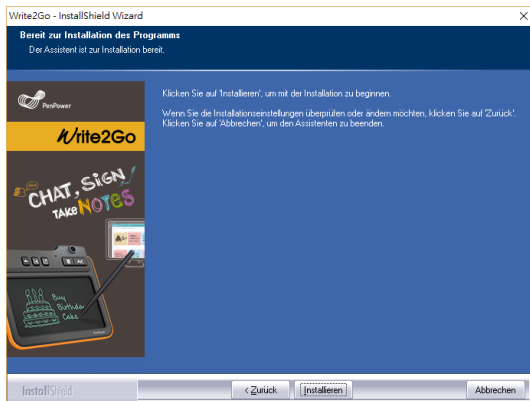 Write2Go - InstallShield Wizard
Bereit zur Installation des Programms
Der Assistent ist zur Installation bereit.
PenPower
Write2Go
CHAT, SIGN
TAKE NOTES
Buy
Birthday
Cake
Klicken Sie auf 'Installieren', um mit der Installation zu beginnen.
Wenn Sie die Installationseinstellungen überprüfen oder ändern möchten, klicken Sie auf 'Zurück'.
Klicken Sie auf 'Abbrechen', um den Assistenten zu beenden.
InstallShield
< Zurück
Installieren
Abbrechen